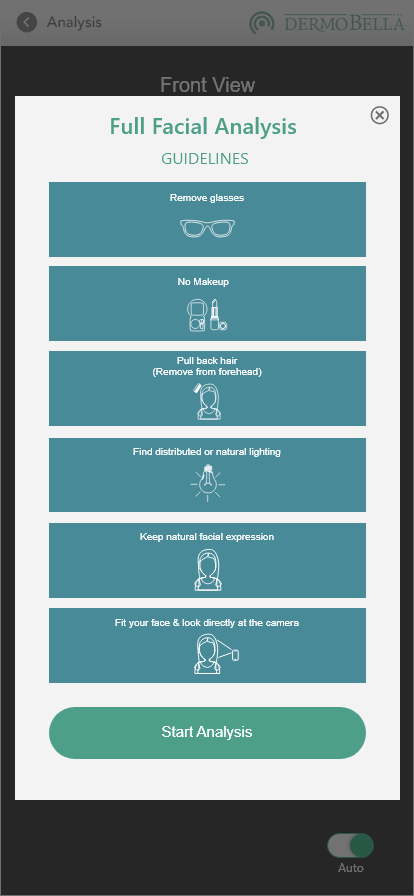 Analysis
DERMOBELLA
Front View
Full Facial Analysis
GUIDELINES
Remove glasses
No Makeup
Pull back hair
(Remove from forehead)
Find distributed or natural lighting
Keep natural facial expression
Fit your face & look directly at the camera
Start Analysis
Auto